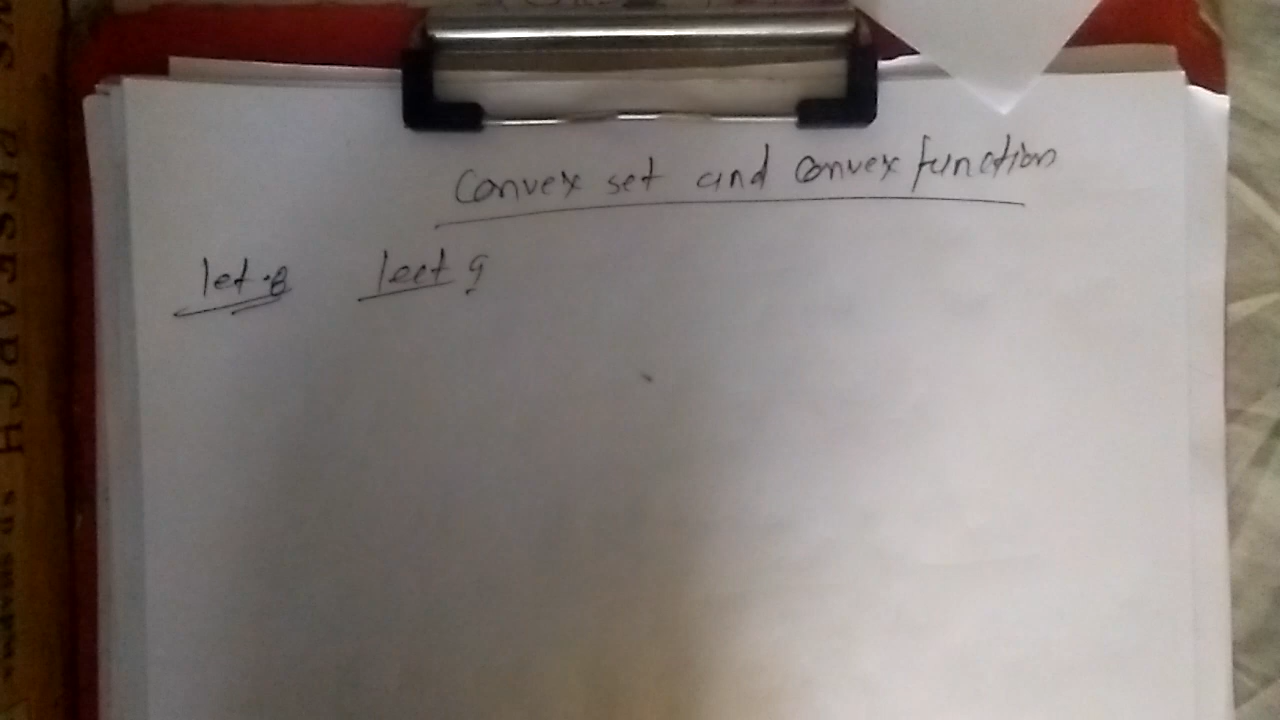 convex set and convex function
let.8 lect 9